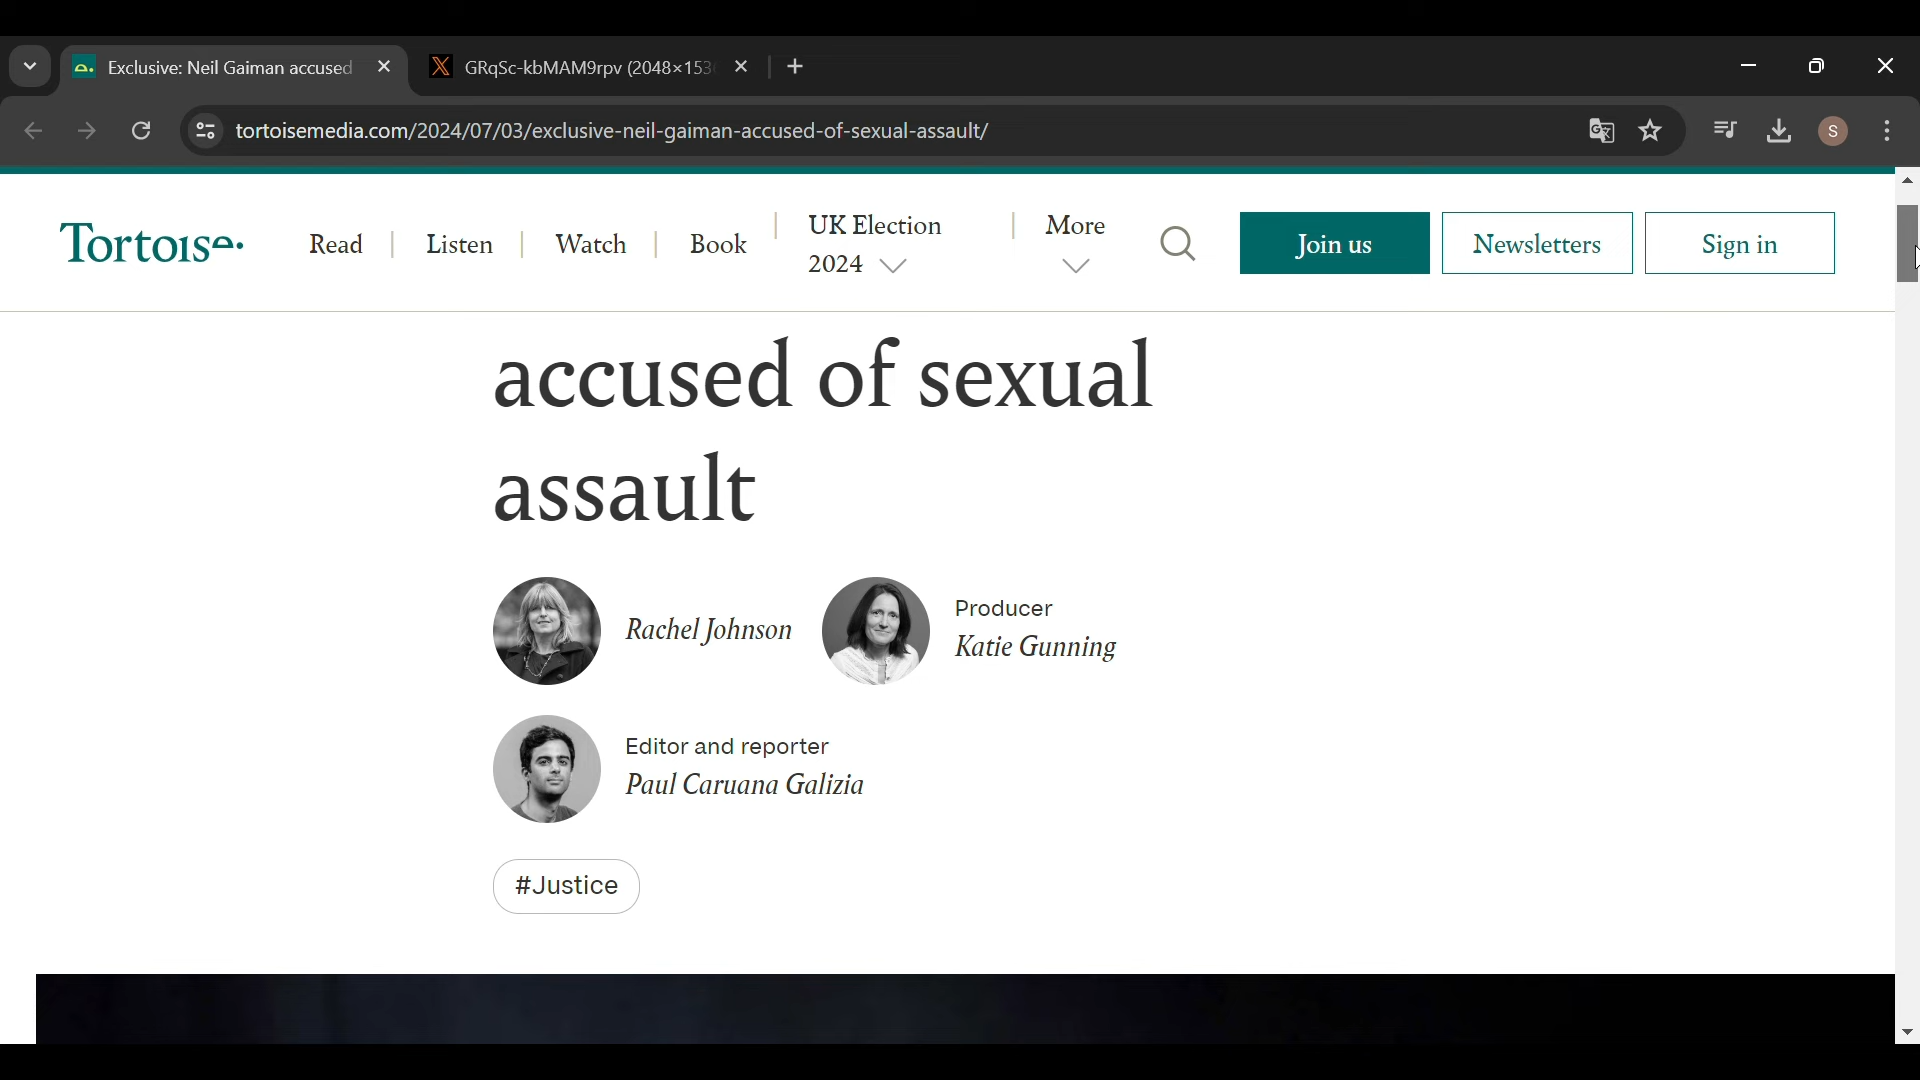 Exclusive: Neil Gaiman accused
GRqSc-kbMAM9rpv (2048×153
tortoisemedia.com/2024/07/03/exclusive-neil-gaiman-accused-of-sexual-assault/
S
Tortoise.
Read
Listen
Watch
Book
UK Election
2024
More
Join us
Newsletters
Sign in
accused of sexual
assault
Rachel Johnson
Producer
Katie Gunning
Editor and reporter
Paul Caruana Galizia
#Justice